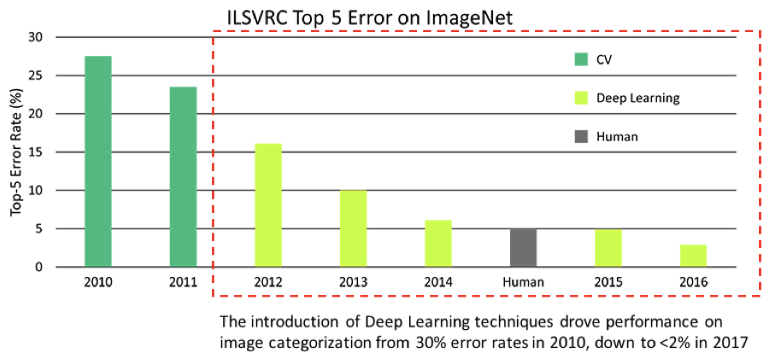 ILSVRC Top 5 Error on ImageNet
Top-5 Error Rate (%)
30
25
20
15
10
5
0
CV
Deep Learning
Human
2010 2011 2012 2013 2014 Human 2015 2016
The introduction of Deep Learning techniques drove performance on
image categorization from 30% error rates in 2010, down to <2% in 2017